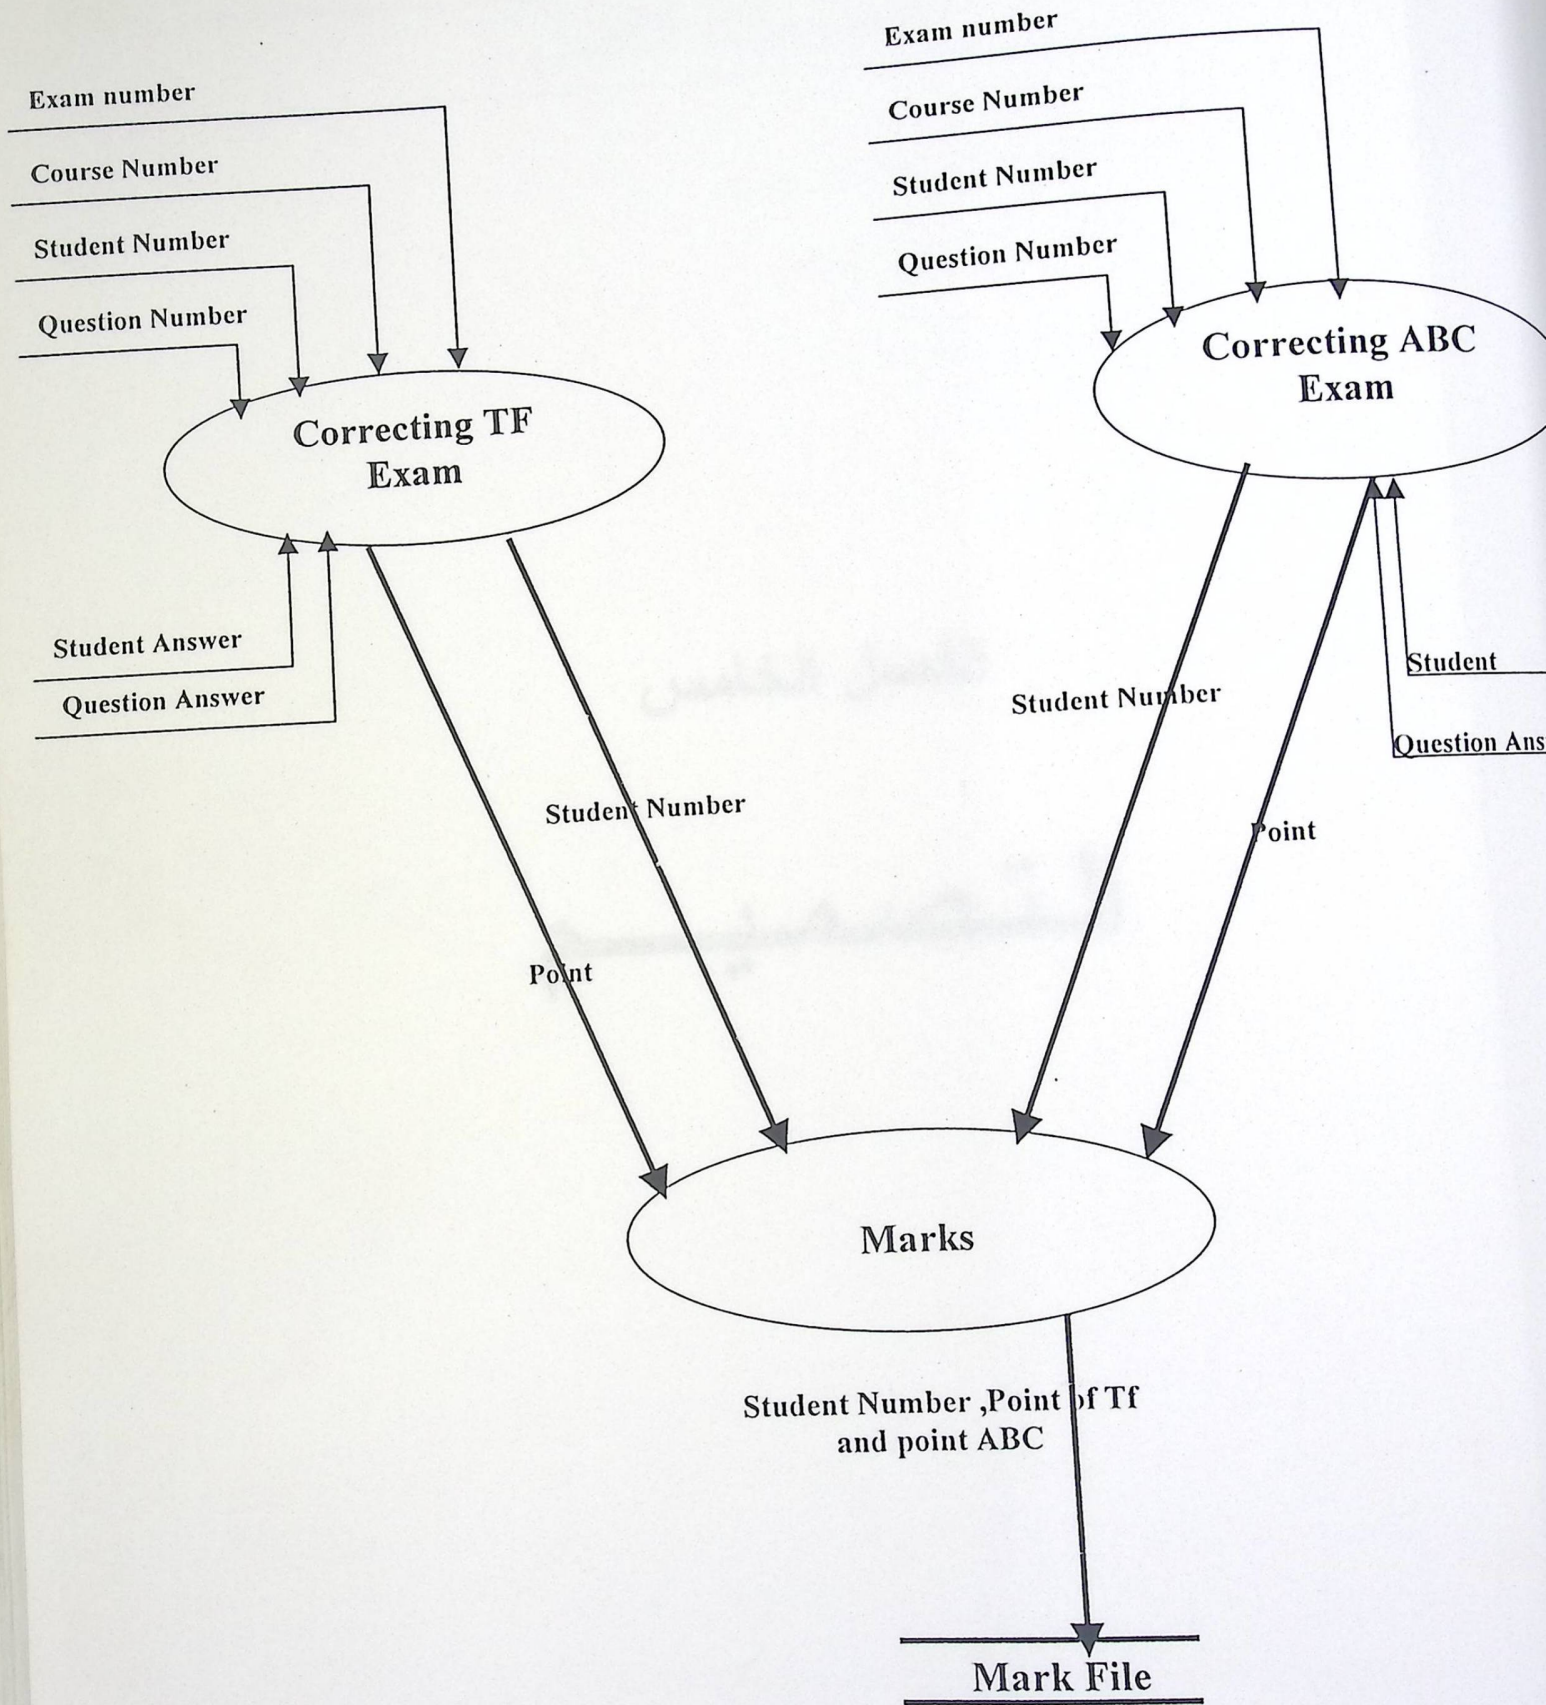 Exam number
Course Number
Student Number
Question Number
Correcting TF
Exam
Student Answer
Question Answer
Exam number
Course Number
Student Number
Question Number
Correcting ABC
Exam
Student
Question Ans
Student Number
Point
Student Number
Point
Marks
Student Number ,Point of Tf
and point ABC
Mark File